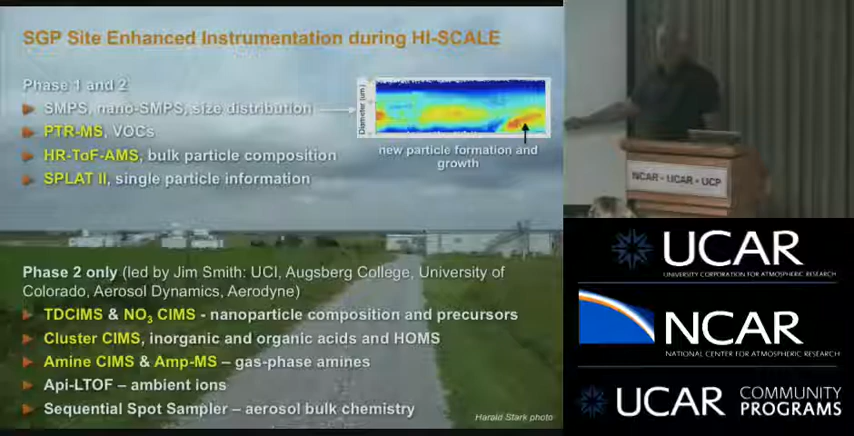 SGP Site Enhanced Instrumentation during HI-SCALE
Phase 1 and 2
SMPS, nano-SMPS, size distribution
PTR-MS, VOCs
HR-ToF-AMS, bulk particle composition
SPLAT II, single particle information
Diameter (um)
new particle formation and
growth
Phase 2 only (led by Jim Smith: UCI, Augsberg College, University of
Colorado, Aerosol Dynamics, Aerodyne)
TDCIMS & NO3 CIMS - nanoparticle composition and precursors
Cluster CIMS, inorganic and organic acids and HOMS
Amine CIMS & Amp-MS – gas-phase amines
Api-LTOF – ambient ions
Sequential Spot Sampler – aerosol bulk chemistry
Harald Stark photo
NCAR - UCAR - UCP
UCAR
UNIVERSITY CORPORATION FOR ATMOSPHERIC RESEARCH
NCAR
NATIONAL CENTER FOR ATMOSPHERIC RESEARCH
UCAR COMMUNITY
PROGRAMS